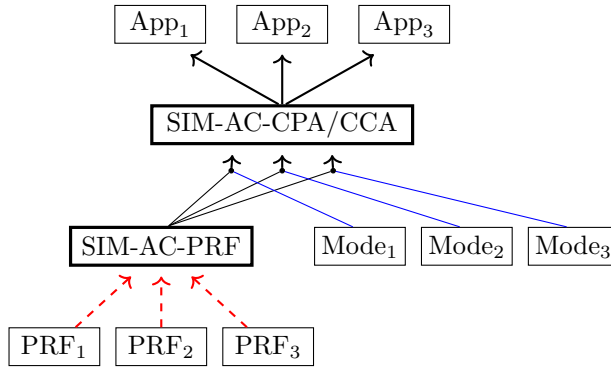 App₁ App₂ App₃
SIM-AC-CPA/CCA
SIM-AC-PRF Mode₁ Mode₂ Mode₃
PRF₁ PRF₂ PRF₃